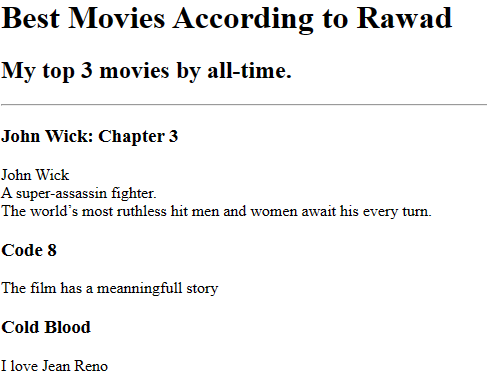 Best Movies According to Rawad
My top 3 movies by all-time.
John Wick: Chapter 3
John Wick
A super-assassin fighter.
The world’s most ruthless hit men and women await his every turn.
Code 8
The film has a meanningfull story
Cold Blood
I love Jean Reno